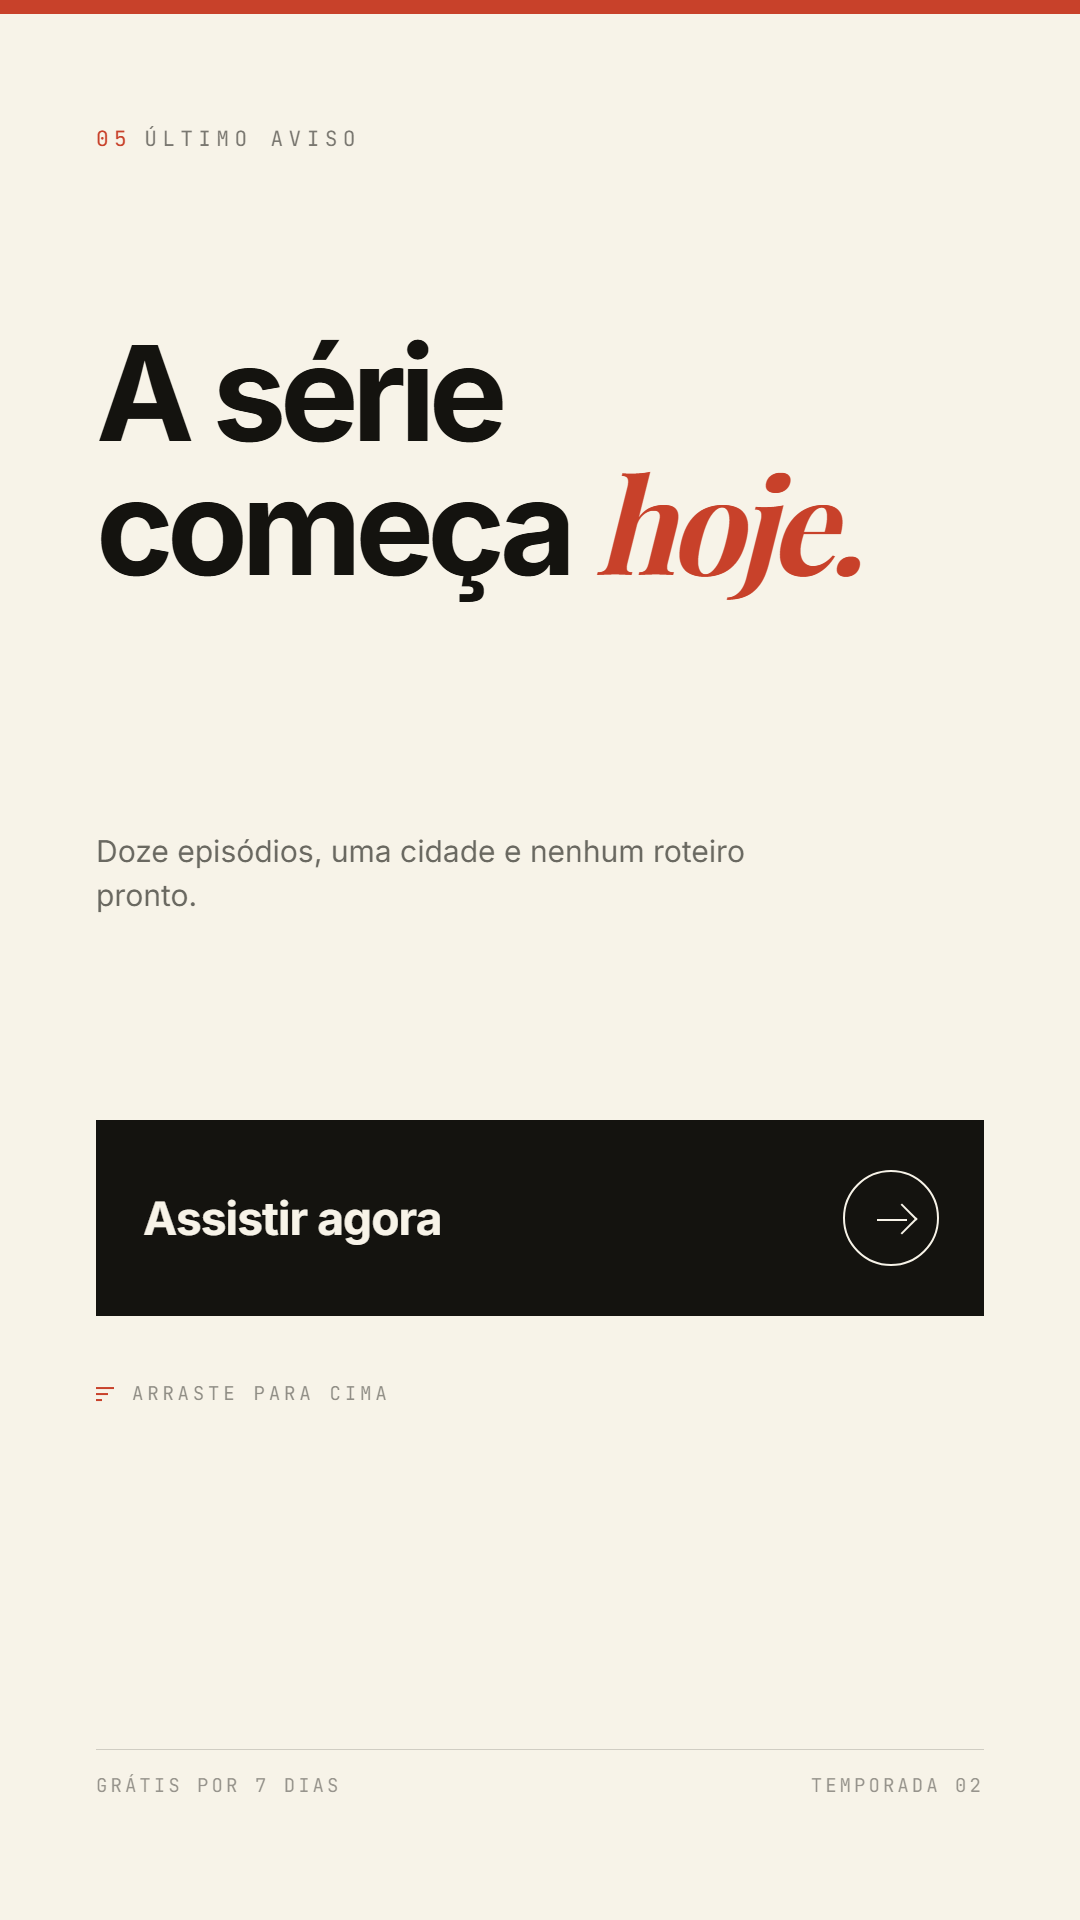 05 ÚLTIMO AVISO
A série
começa hoje.
Doze episódios, uma cidade e nenhum roteiro
pronto.
Assistir agora
ARRASTE PARA CIMA
GRÁTIS POR 7 DIAS
TEMPORADA 02